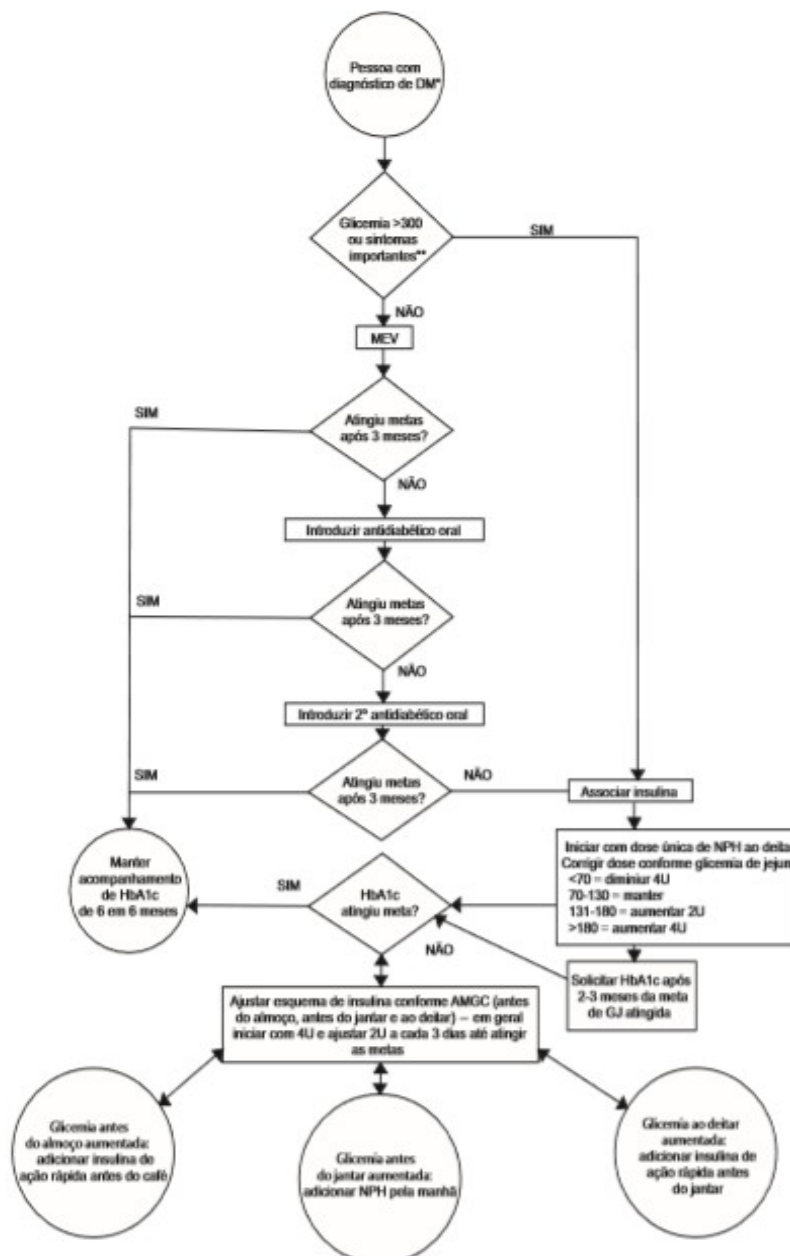 Pessoa com
diagnóstico de DM*
Glicemia >300
ou sintomas
importantes**
SIM
NÃO
MEV
SIM
Atingiu metas
após 3 meses?
NÃO
Introduzir antidiabético oral
SIM
Atingiu metas
após 3 meses?
NÃO
Introduzir 2º antidiabético oral
SIM
Atingiu metas
após 3 meses?
NÃO
Associar insulina
Iniciar com dose única de NPH ao deita
Corrigir dose conforme glicemia de jejum
<70 = diminiur 4U
70-130 = manter
131-180 = aumentar 2U
>180 = aumentar 4U
Manter
acompanhamento
de HbA1c
de 6 em 6 meses
SIM
HbA1c
atingiu meta?
NÃO
Solicitar HbA1c após
2-3 meses da meta
de GJ atingida
Ajustar esquema de insulina conforme AMGC (antes
do almoço, antes do jantar e ao deitar) – em geral
iniciar com 4U e ajustar 2U a cada 3 dias até atingir
as metas
Glicemia antes
do almoço aumentada:
adicionar insulina de
ação rápida antes do café
Glicemia antes
do jantar aumentada:
adicionar NPH pela manhã
Glicemia ao deitar
aumentada:
adicionar insulina de
ação rápida antes
do jantar